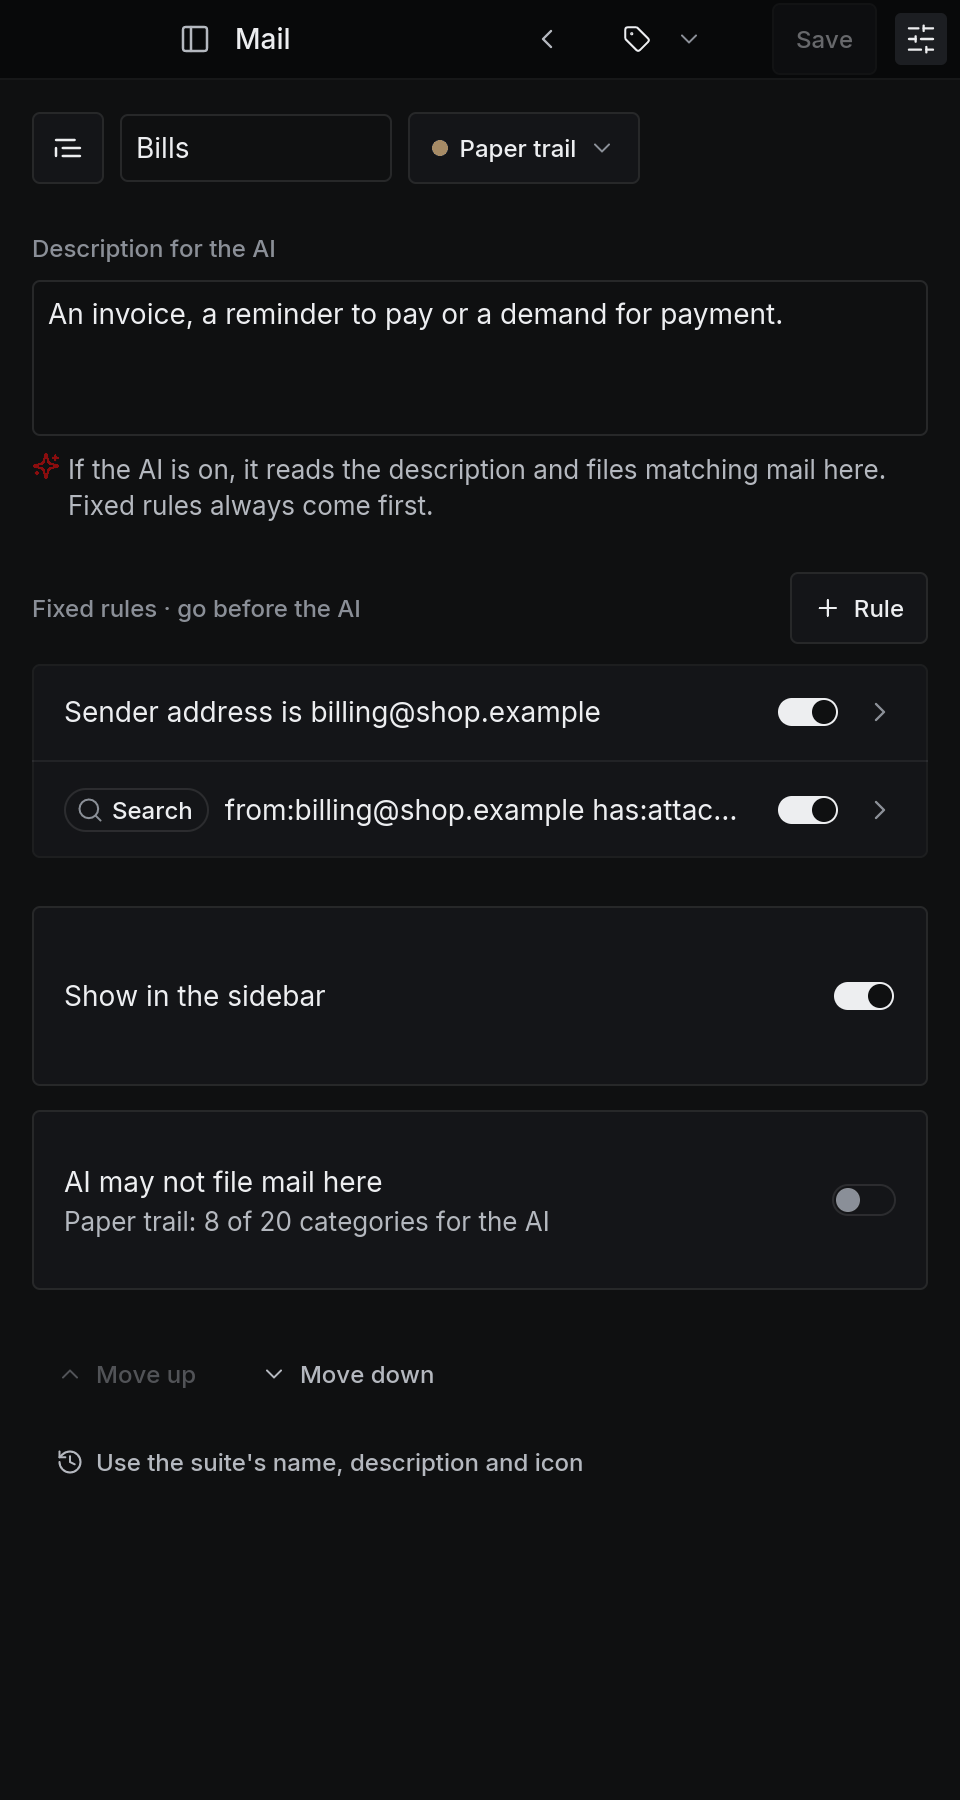 Mail
Save
Bills
Paper trail
Description for the AI
An invoice, a reminder to pay or a demand for payment.
If the AI is on, it reads the description and files matching mail here.
Fixed rules always come first.
Fixed rules · go before the AI
Rule
Sender address is billing@shop.example
Search from:billing@shop.example has:attac...
Show in the sidebar
AI may not file mail here
Paper trail: 8 of 20 categories for the AI
Move up
Move down
Use the suite's name, description and icon